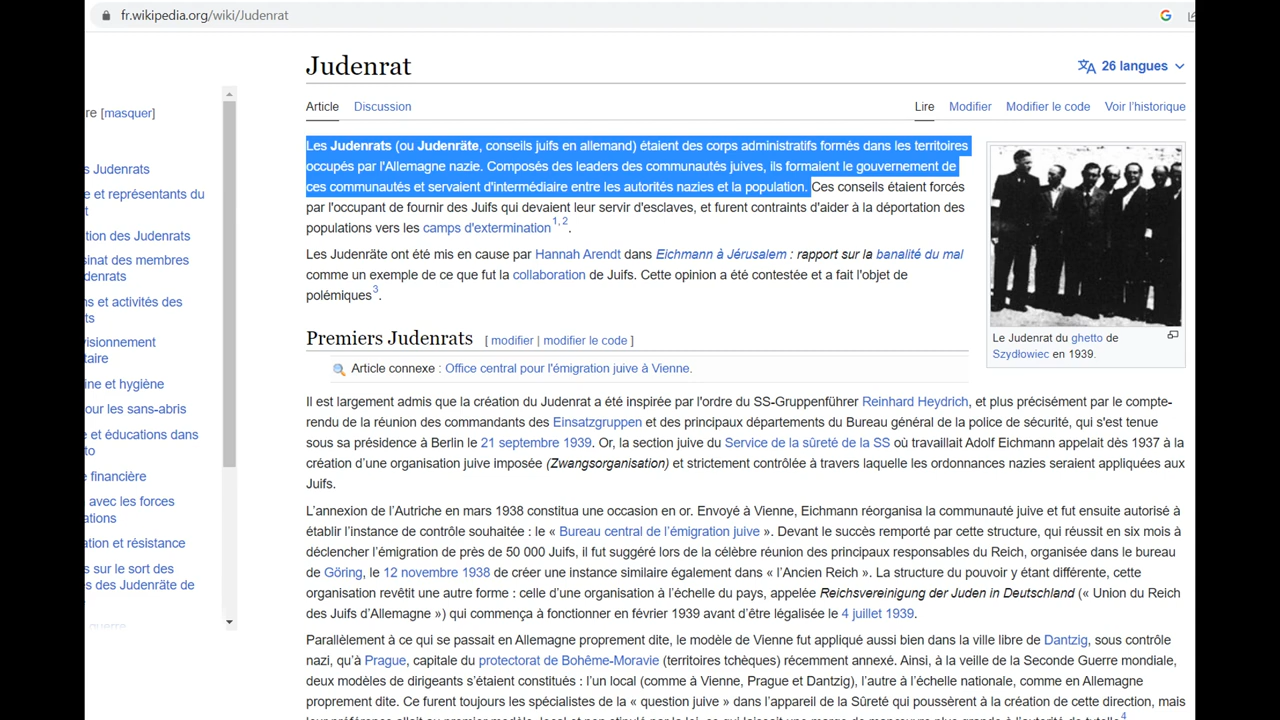 fr.wikipedia.org/wiki/Judenrat
Judenrat
26 langues
Article Discussion
Lire Modifier Modifier le code Voir l'historique
re [masquer]
s Judenrats
e et représentants du
t
tion des Judenrats
sinat des membres
udenrats
ns et activités des
ts
visionnement
taire
ine et hygiène
our les sans-abris
e et éducations dans
to
e financière
avec les forces
ations
ation et résistance
s sur le sort des
s des Judenräte de
guerre
Les Judenrats (ou Judenräte, conseils juifs en allemand) étaient des corps administratifs formés dans les territoires
occupés par l'Allemagne nazie. Composés des leaders des communautés juives, ils formaient le gouvernement de
ces communautés et servaient d'intermédiaire entre les autorités nazies et la population. Ces conseils étaient forcés
par l'occupant de fournir des Juifs qui devaient leur servir d'esclaves, et furent contraints d'aider à la déportation des
populations vers les camps d'extermination1, 2.
Les Judenräte ont été mis en cause par Hannah Arendt dans Eichmann à Jérusalem : rapport sur la banalité du mal
comme un exemple de ce que fut la collaboration de Juifs. Cette opinion a été contestée et a fait l'objet de
polémiques3.
Le Judenrat du ghetto de
Szydłowiec en 1939.
Premiers Judenrats [ modifier | modifier le code ]
Article connexe : Office central pour l'émigration juive à Vienne.
Il est largement admis que la création du Judenrat a été inspirée par l'ordre du SS-Gruppenführer Reinhard Heydrich, et plus précisément par le compte-
rendu de la réunion des commandants des Einsatzgruppen et des principaux départements du Bureau général de la police de sécurité, qui s'est tenue
sous sa présidence à Berlin le 21 septembre 1939. Or, la section juive du Service de la sûreté de la SS où travaillait Adolf Eichmann appelait dès 1937 à la
création d'une organisation juive imposée (Zwangsorganisation) et strictement contrôlée à travers laquelle les ordonnances nazies seraient appliquées aux
Juifs.
L'annexion de l'Autriche en mars 1938 constitua une occasion en or. Envoyé à Vienne, Eichmann réorganisa la communauté juive et fut ensuite autorisé à
établir l'instance de contrôle souhaitée : le « Bureau central de l'émigration juive ». Devant le succès remporté par cette structure, qui réussit en six mois à
déclencher l'émigration de près de 50 000 Juifs, il fut suggéré lors de la célèbre réunion des principaux responsables du Reich, organisée dans le bureau
de Göring, le 12 novembre 1938 de créer une instance similaire également dans « l'Ancien Reich ». La structure du pouvoir y étant différente, cette
organisation revêtit une autre forme : celle d'une organisation à l'échelle du pays, appelée Reichsvereinigung der Juden in Deutschland (« Union du Reich
des Juifs d'Allemagne ») qui commença à fonctionner en février 1939 avant d'être légalisée le 4 juillet 1939.
Parallèlement à ce qui se passait en Allemagne proprement dite, le modèle de Vienne fut appliqué aussi bien dans la ville libre de Dantzig, sous contrôle
nazi, qu'à Prague, capitale du protectorat de Bohême-Moravie (territoires tchèques) récemment annexé. Ainsi, à la veille de la Seconde Guerre mondiale,
deux modèles de dirigeants s'étaient constitués : l'un local (comme à Vienne, Prague et Dantzig), l'autre à l'échelle nationale, comme en Allemagne
proprement dite. Ce furent toujours les spécialistes de la « question juive » dans l'appareil de la Sûreté qui poussèrent à la création de cette direction, mais